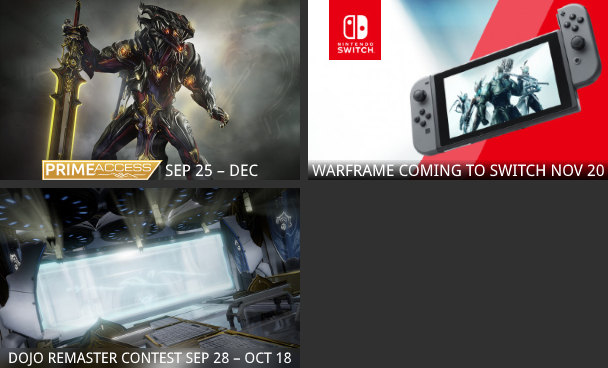 PRIMEACCESS SEP 25 – DEC
NINTENDO
SWITCH
WARFRAME COMING TO SWITCH NOV 20
DOJO REMASTER CONTEST SEP 28 – OCT 18